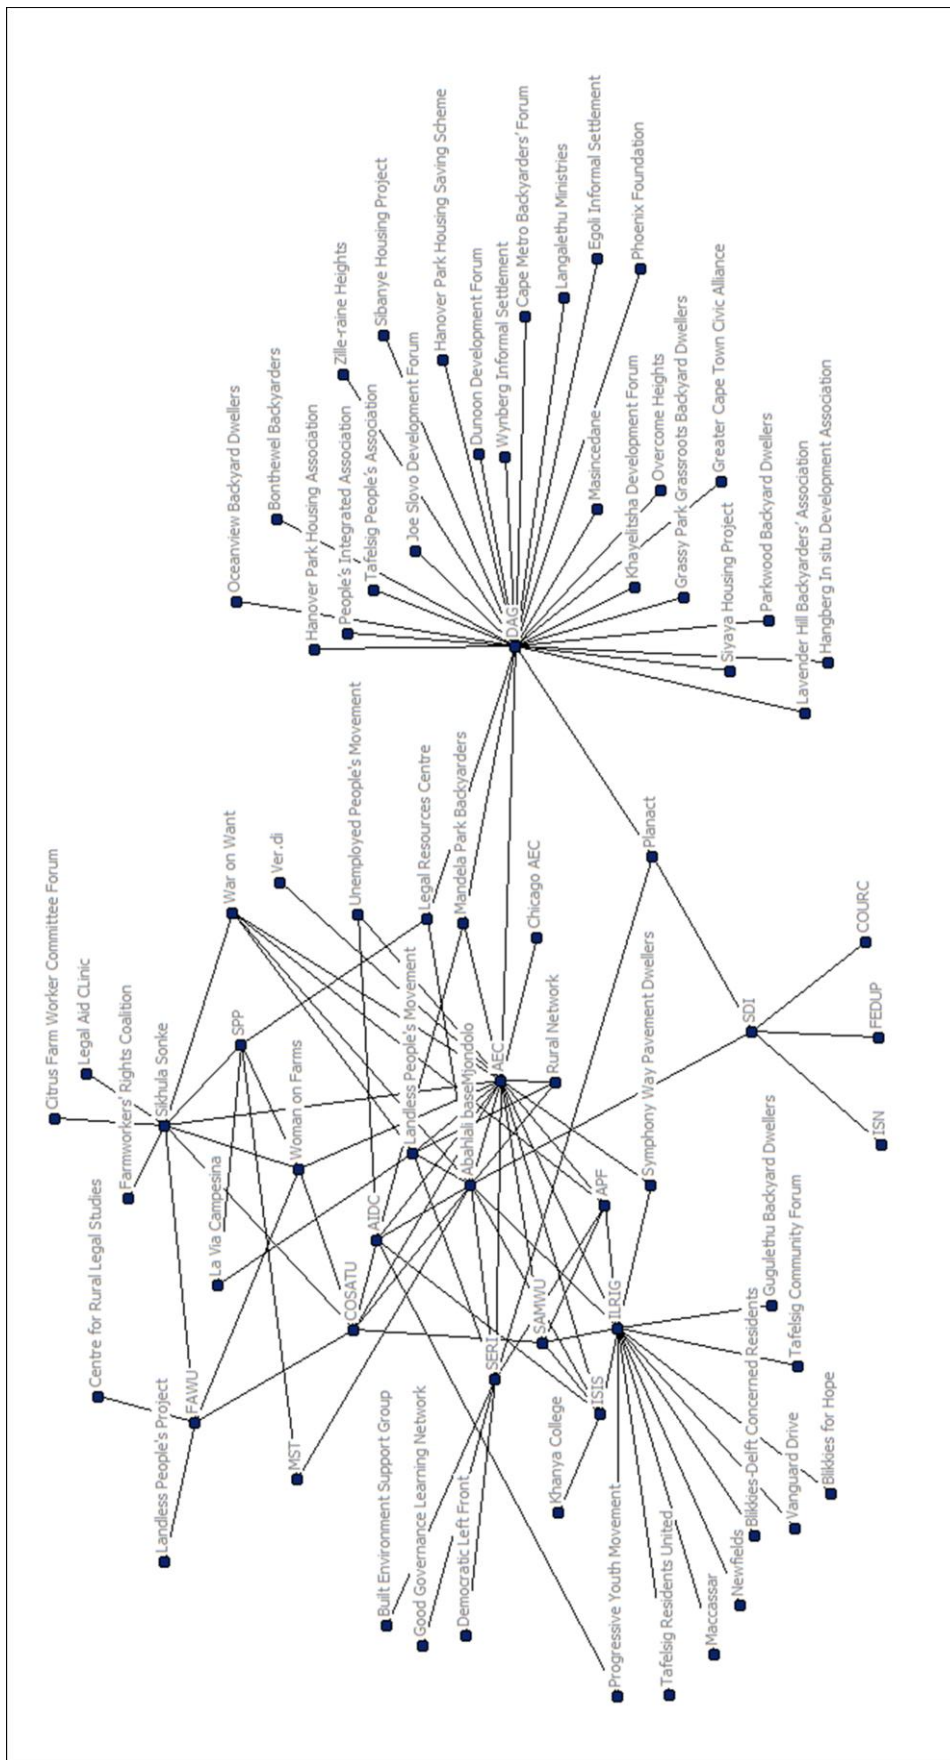 Citrus Farm Worker Committee Forum
Legal Aid CLinic
Farmworkers' Rights Coalition
Sikhula Sonke
Centre for Rural Legal Studies
Landless People's Project
FAWU
La Via Campesina
SPP
War on Want
Ver.di
Woman on Farms
MST
COSATU
AIDC
Unemployed People's Movement
Legal Resources Centre
Mandela Park Backyarders
Landless People's Movement
Abahlali baseMjondolo
AEC
Chicago AEC
Rural Network
Built Environment Support Group
Good Governance Learning Network
Democratic Left Front
SERI
SAMWU
ISIS
Khanya College
APF
ILRIG
Symphony Way Pavement Dwellers
Progressive Youth Movement
Tafelsig Residents United
Maccassar
Newfields
Blikkies-Delft Concerned Residents
Vanguard Drive
Blikkies for Hope
Tafelsig Community Forum
Gugulethu Backyard Dwellers
Planact
SDI
COURC
FEDUP
ISN
Oceanview Backyard Dwellers
Bonthewel Backyarders
Hanover Park Housing Association
People's Integrated Association
Tafelsig People's Association
Zille-raine Heights
Sibanye Housing Project
Joe Slovo Development Forum
Hanover Park Housing Saving Scheme
Dunoon Development Forum
Wynberg Informal Settlement
Cape Metro Backyarders' Forum
Langalethu Ministries
Egoli Informal Settlement
Phoenix Foundation
DAG
Masincedane
Khayelitsha Development Forum
Overcome Heights
Grassy Park Grassroots Backyard Dwellers
Greater Cape Town Civic Alliance
Siyaya Housing Project
Parkwood Backyard Dwellers
Lavender Hill Backyarders' Association
Hangberg In situ Development Association